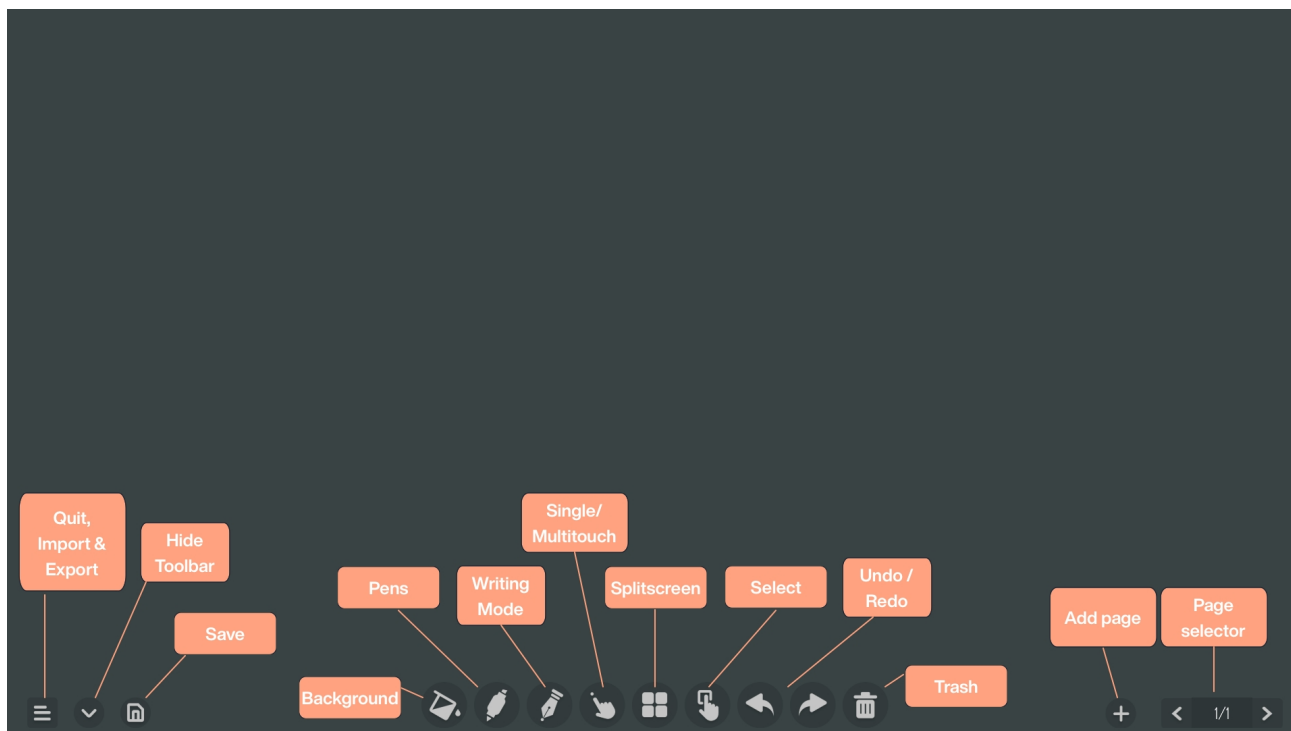 Quit,
Import &
Export
Hide
Toolbar
Save
Background
Pens
Writing
Mode
Single/
Multitouch
Splitscreen
Select
Undo /
Redo
Trash
Add page
Page
selector
1/1